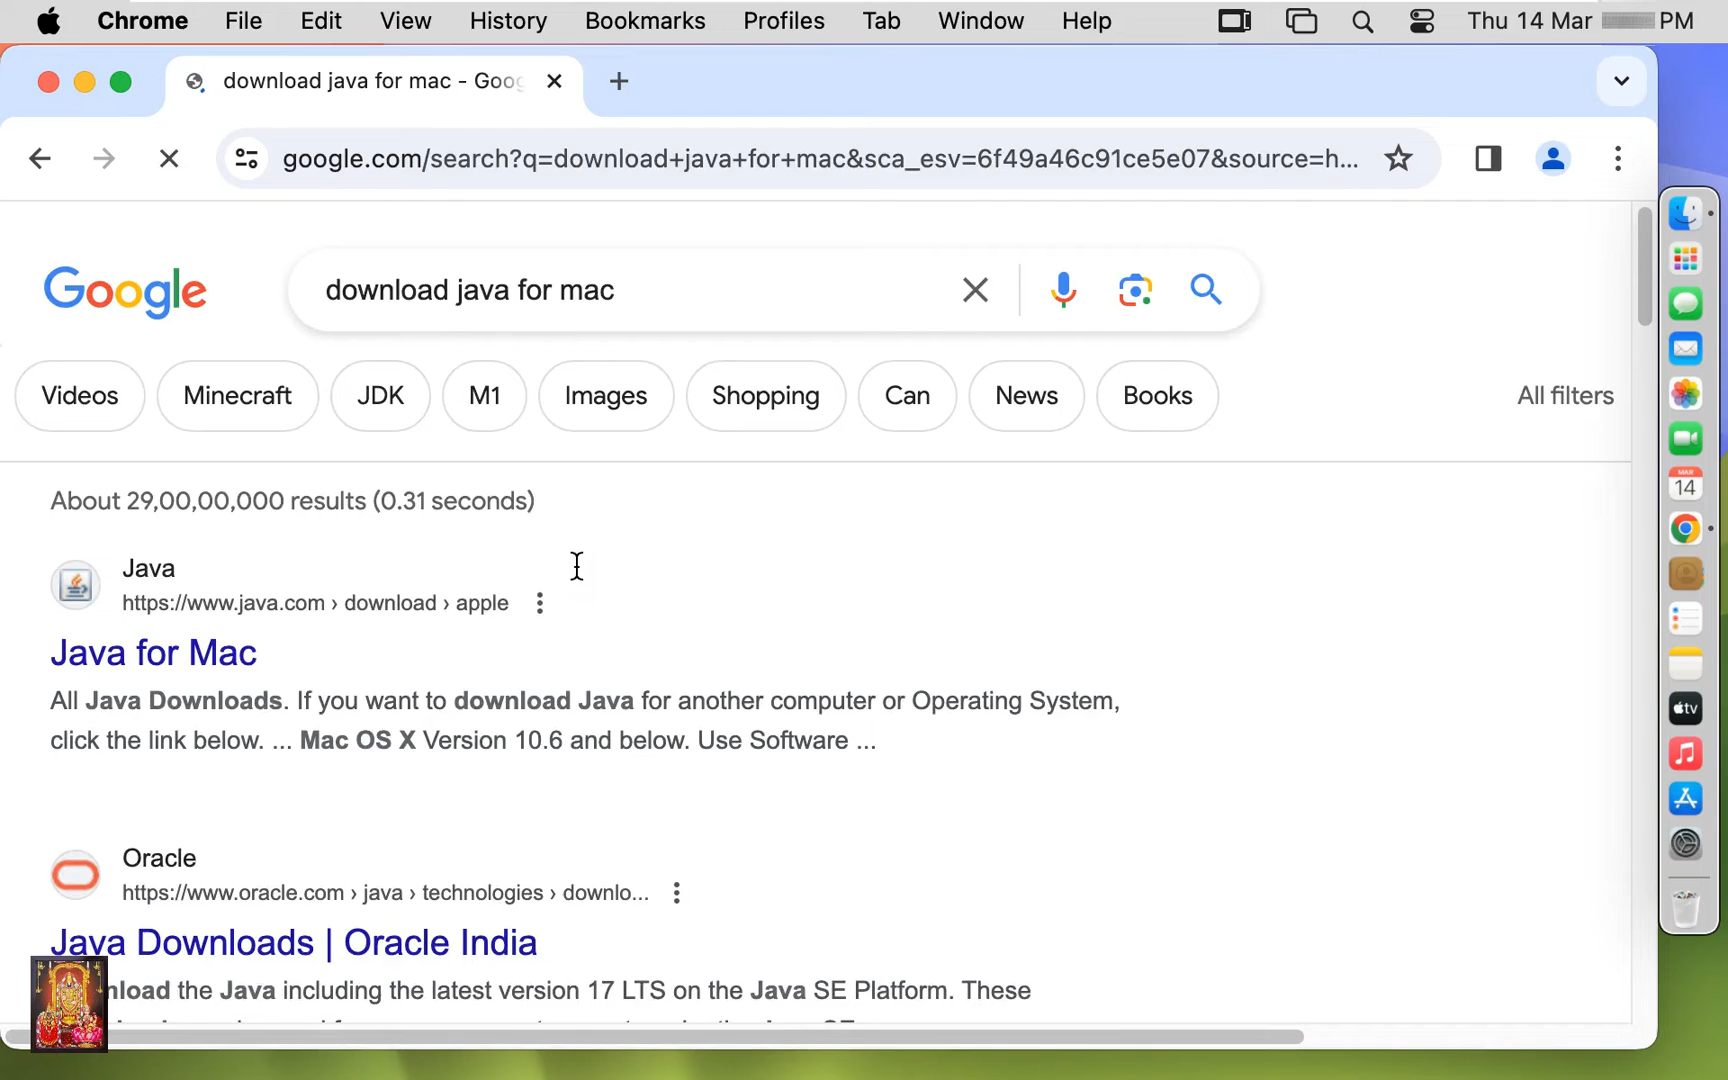 Chrome File Edit View History Bookmarks Profiles Tab Window Help Thu 14 Mar PM
download java for mac - Goog
google.com/search?q=download+java+for+mac&sca_esv=6f49a46c91ce5e07&source=h...
Google download java for mac
Videos Minecraft JDK M1 Images Shopping Can News Books All filters
About 29,00,00,000 results (0.31 seconds)
Java
https://www.java.com › download › apple
Java for Mac
All Java Downloads. If you want to download Java for another computer or Operating System,
click the link below. ... Mac OS X Version 10.6 and below. Use Software ...
Oracle
https://www.oracle.com › java › technologies › downlo...
Java Downloads | Oracle India
nload the Java including the latest version 17 LTS on the Java SE Platform. These
MAR
14
tv